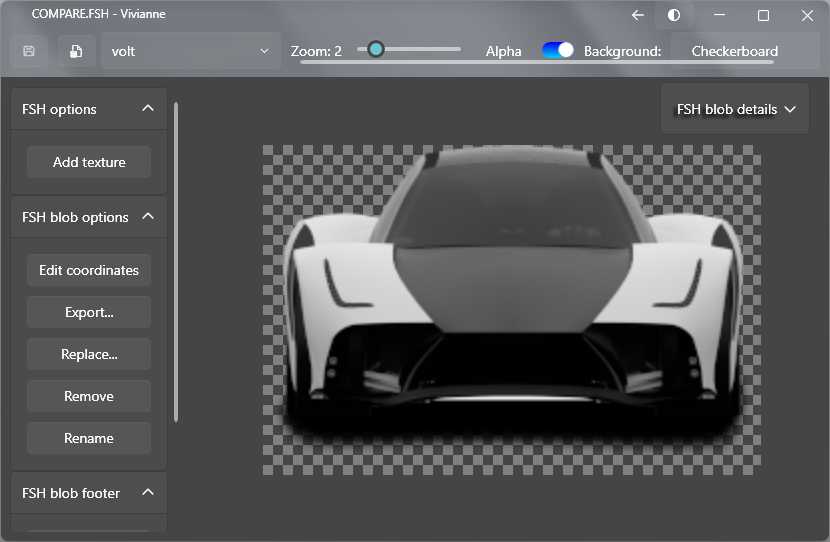 COMPARE.FSH - Vivianne
volt
Zoom: 2
Alpha
Background:
Checkerboard
FSH options
Add texture
FSH blob options
Edit coordinates
Export...
Replace...
Remove
Rename
FSH blob footer
FSH blob details